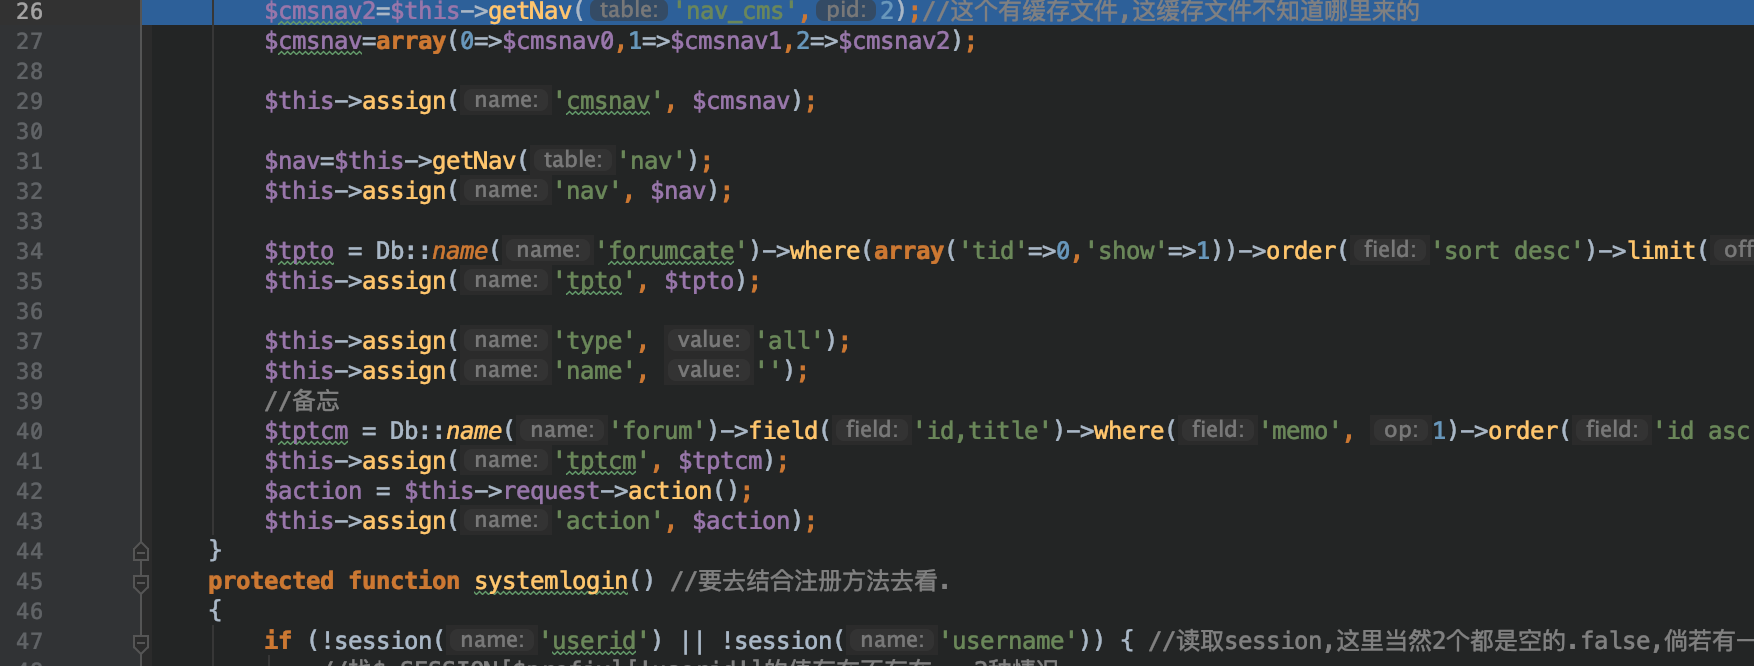 26 $cmsnav2=$this->getNav( table: 'nav_cms', pid: 2);//这个有缓存文件,这缓存文件不知道哪里来的
27 $cmsnav=array(0=>$cmsnav0,1=>$cmsnav1,2=>$cmsnav2);
28
29 $this->assign( name: 'cmsnav', $cmsnav);
30
31 $nav=$this->getNav( table: 'nav');
32 $this->assign( name: 'nav', $nav);
33
34 $tpto = Db::name( name: 'forumcate')->where(array('tid'=>0,'show'=>1))->order( field: 'sort desc')->limit( off
35 $this->assign( name: 'tpto', $tpto);
36
37 $this->assign( name: 'type', value: 'all');
38 $this->assign( name: 'name', value: '');
39 //备忘
40 $tptcm = Db::name( name: 'forum')->field( field: 'id,title')->where( field: 'memo', op: 1)->order( field: 'id asc
41 $this->assign( name: 'tptcm', $tptcm);
42 $action = $this->request->action();
43 $this->assign( name: 'action', $action);
44 }
45 protected function systemlogin() //要去结合注册方法去看.
46 {
47 if (!session( name: 'userid') || !session( name: 'username')) { //读取session,这里当然2个都是空的.false,倘若有一